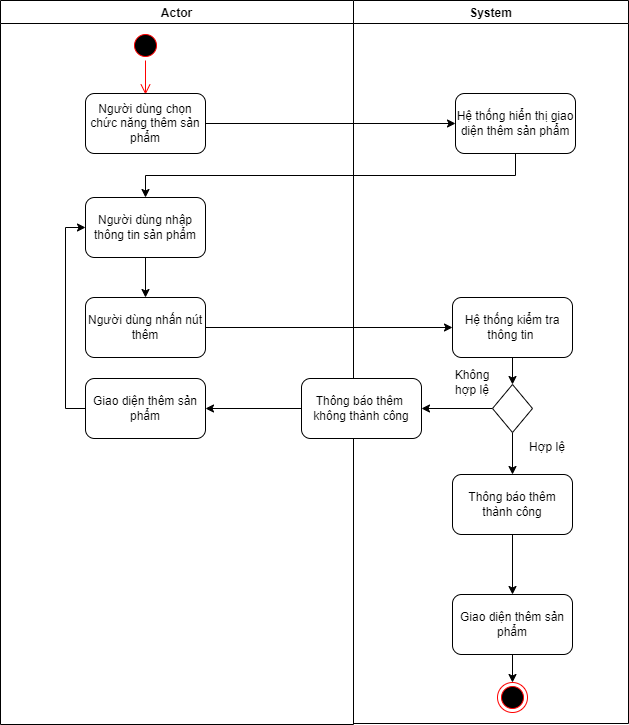 Actor
System
Người dùng chọn
chức năng thêm sản
phẩm
Hệ thống hiển thị giao
diện thêm sản phẩm
Người dùng nhập
thông tin sản phẩm
Người dùng nhấn nút
thêm
Hệ thống kiểm tra
thông tin
Không
hợp lệ
Giao diện thêm sản
phẩm
Thông báo thêm
không thành công
Hợp lệ
Thông báo thêm
thành công
Giao diện thêm sản
phẩm